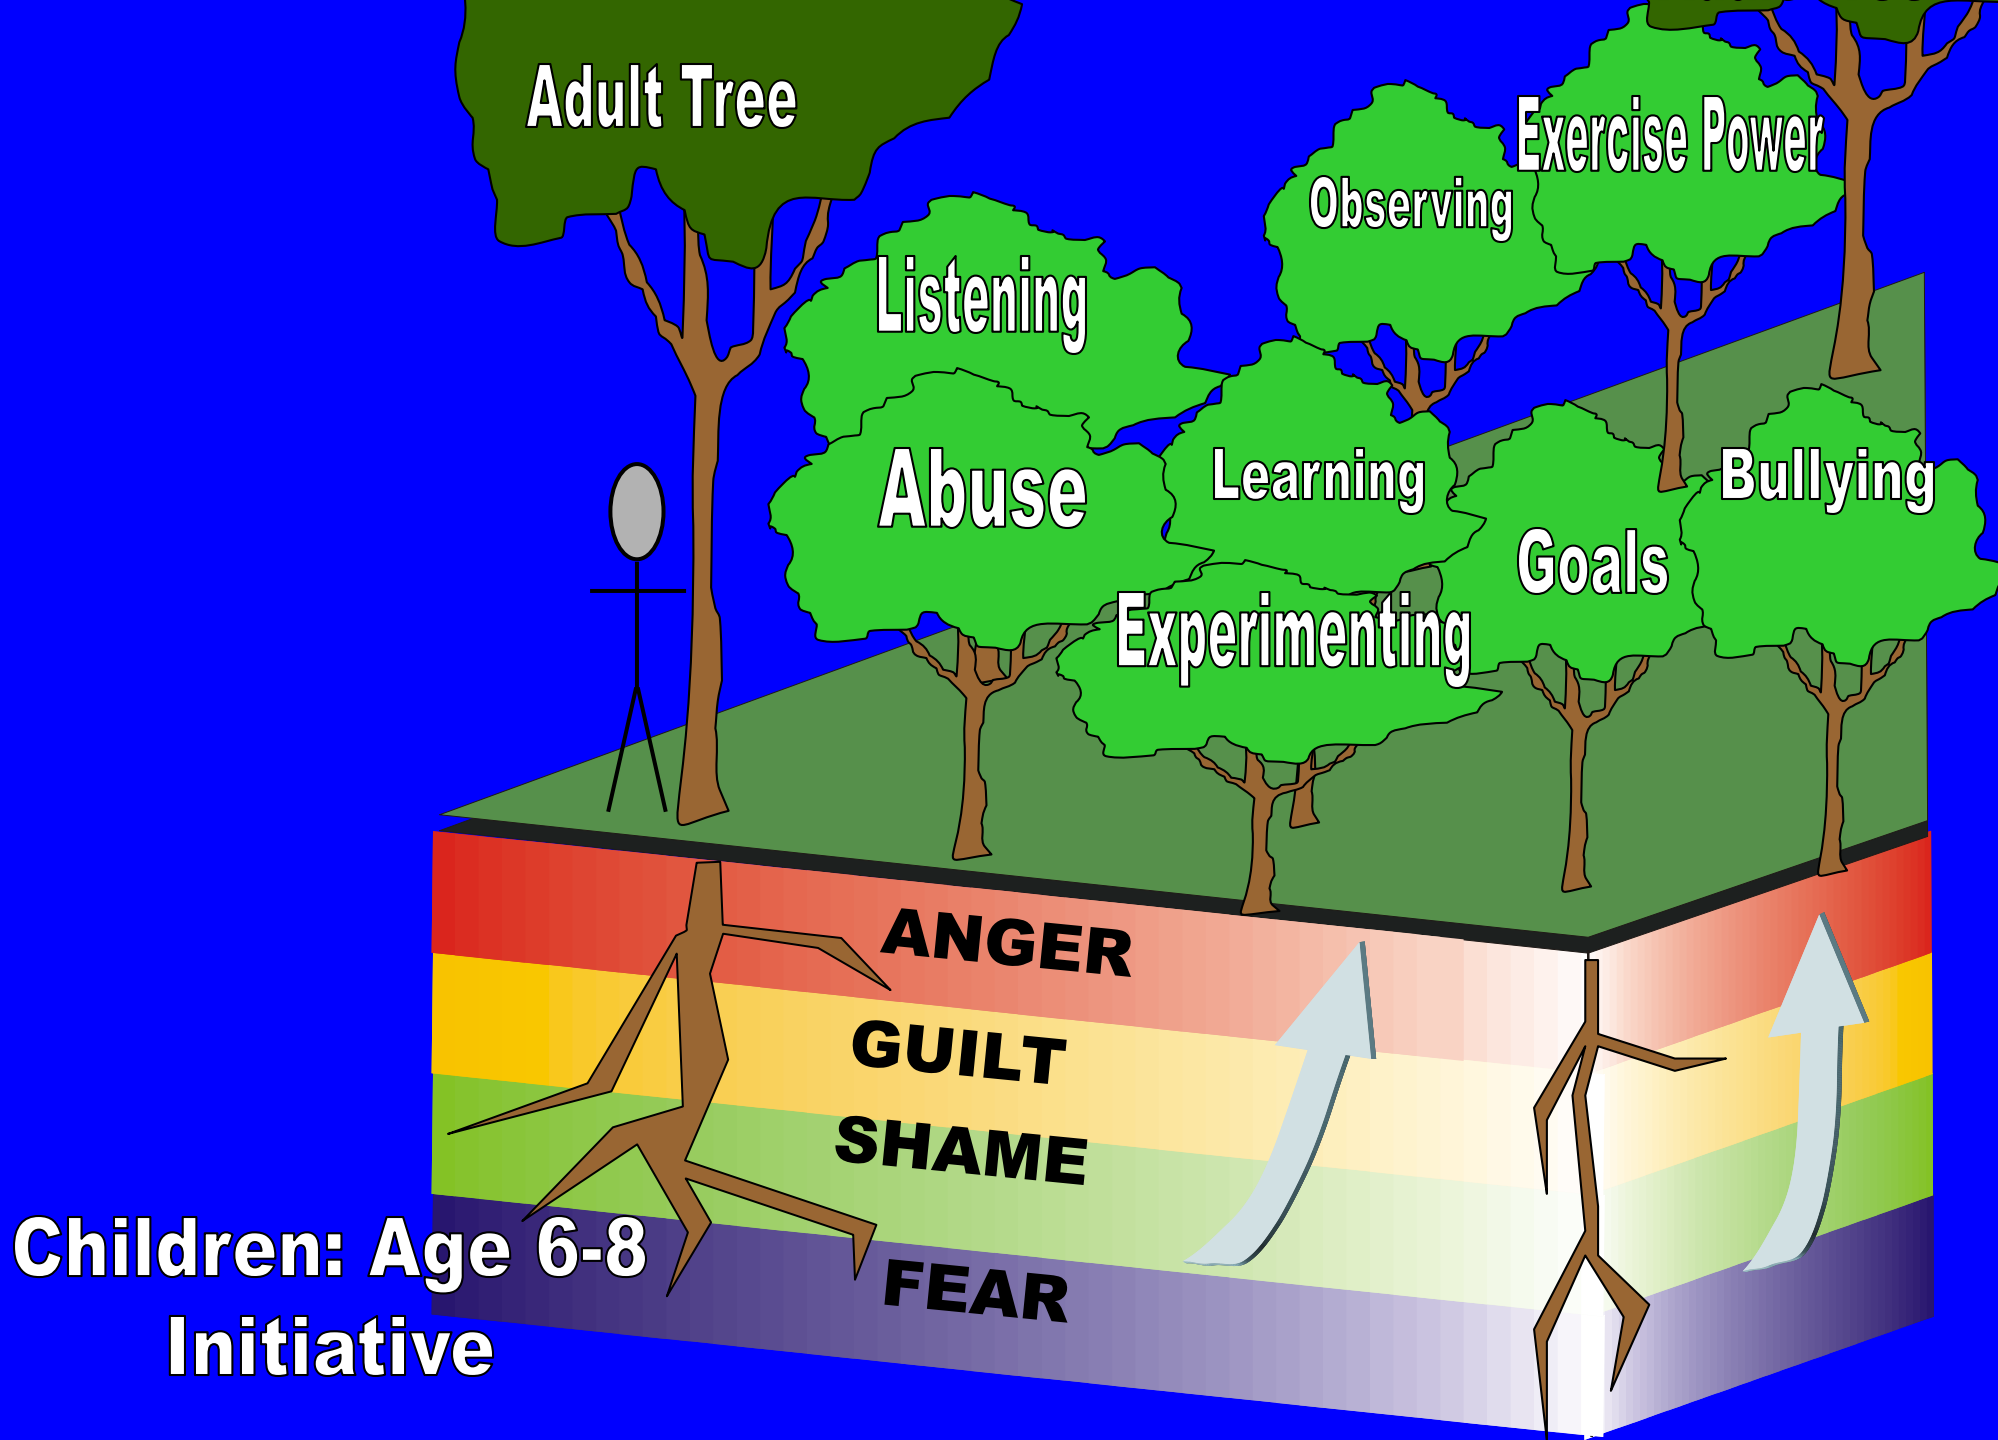 Adult Tree
Exercise Power
Observing
Listening
Abuse
Learning
Bullying
Goals
Experimenting
ANGER
GUILT
SHAME
FEAR
Children: Age 6-8
Initiative